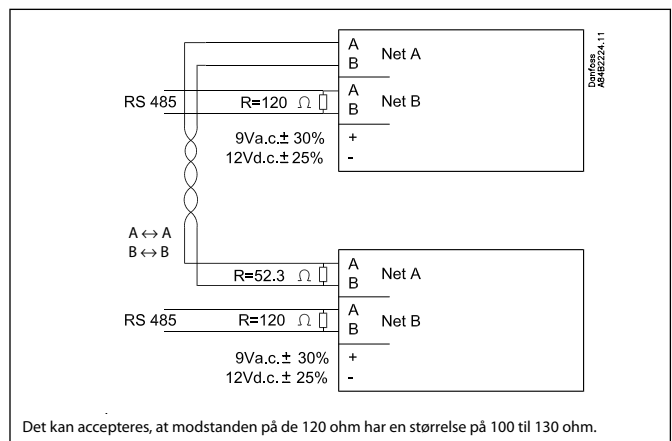 A
B
Net A
Danfoss
A84B2224.11
RS 485
R=120 Ω
A
B
Net B
9Va.c.± 30%
12Vd.c.± 25%
+
-
A ↔ A
B ↔ B
R=52.3 Ω
A
B
Net A
RS 485
R=120 Ω
A
B
Net B
9Va.c.± 30%
12Vd.c.± 25%
+
-
Det kan accepteres, at modstanden på de 120 ohm har en størrelse på 100 til 130 ohm.